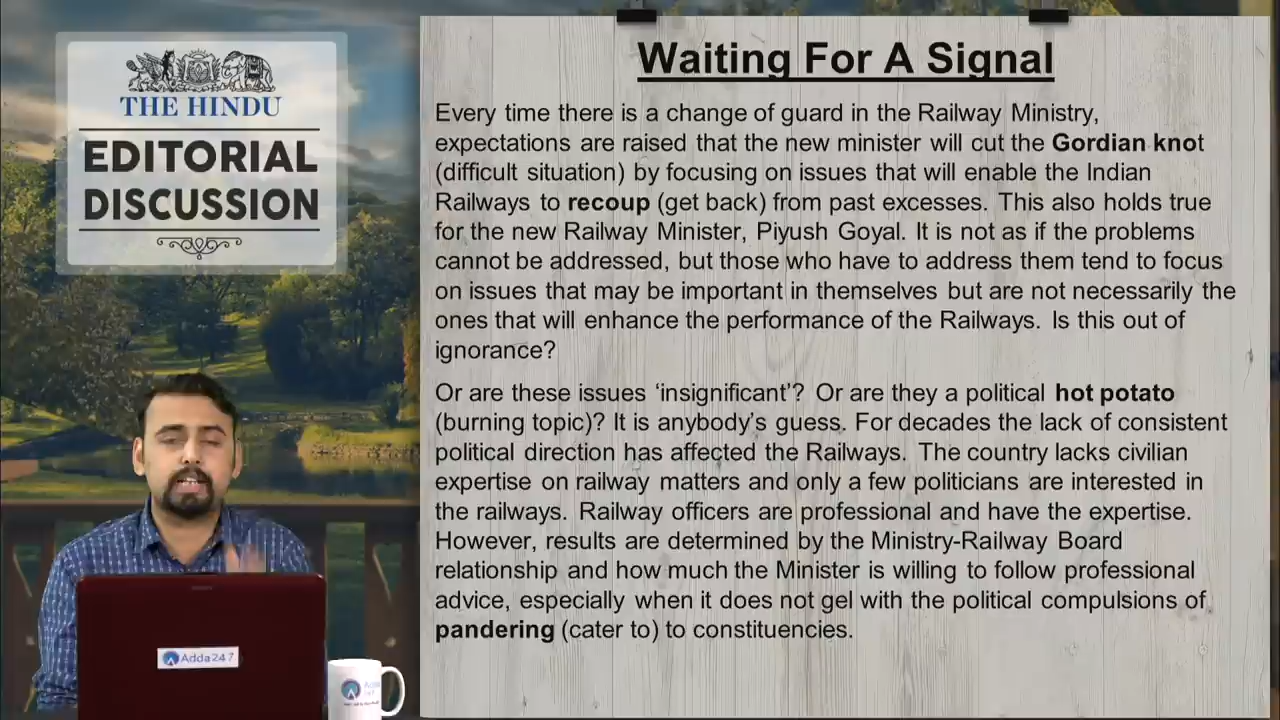 THE HINDU
EDITORIAL
DISCUSSION
Waiting For A Signal
Every time there is a change of guard in the Railway Ministry,
expectations are raised that the new minister will cut the Gordian knot
(difficult situation) by focusing on issues that will enable the Indian
Railways to recoup (get back) from past excesses. This also holds true
for the new Railway Minister, Piyush Goyal. It is not as if the problems
cannot be addressed, but those who have to address them tend to focus
on issues that may be important in themselves but are not necessarily the
ones that will enhance the performance of the Railways. Is this out of
ignorance?
Or are these issues ‘insignificant’? Or are they a political hot potato
(burning topic)? It is anybody’s guess. For decades the lack of consistent
political direction has affected the Railways. The country lacks civilian
expertise on railway matters and only a few politicians are interested in
the railways. Railway officers are professional and have the expertise.
However, results are determined by the Ministry-Railway Board
relationship and how much the Minister is willing to follow professional
advice, especially when it does not gel with the political compulsions of
pandering (cater to) to constituencies.
Adda247
Adda
247